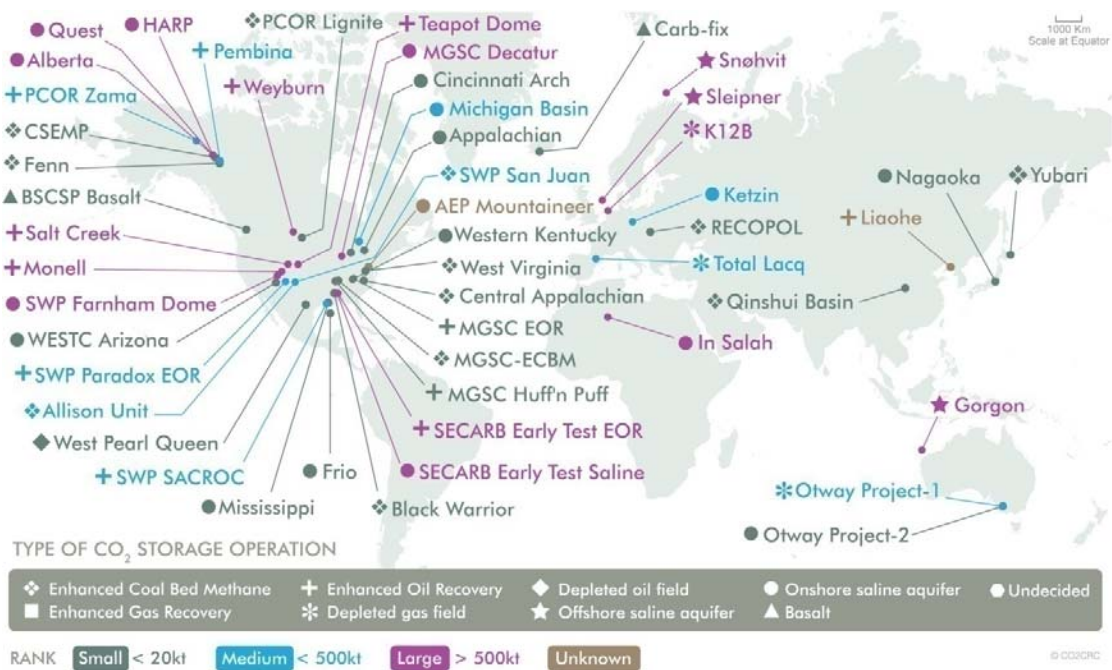 HARP
Quest
Alberta
Pembina
PCOR Zama
CSEMP
Fenn
BSCSP Basalt
Salt Creek
Monell
SWP Farnham Dome
WESTC Arizona
SWP Paradox EOR
Allison Unit
West Pearl Queen
SWP SACROC
Mississippi
Frio
Weyburn
PCOR Lignite
Teapot Dome
MGSC Decatur
Cincinnati Arch
Michigan Basin
Appalachian
SWP San Juan
AEP Mountaineer
Western Kentucky
West Virginia
Central Appalachian
MGSC EOR
MGSC-ECBM
MGSC Huff'n Puff
SECARB Early Test EOR
SECARB Early Test Saline
Black Warrior
Carb-fix
Snøhvit
Sleipner
K12B
Ketzin
RECOPOL
Total Lacq
In Salah
Nagaoka
Yubari
Liaohe
Qinshui Basin
Gorgon
Otway Project-1
Otway Project-2
1000 Km
Scale at Equator
TYPE OF CO₂ STORAGE OPERATION
Enhanced Coal Bed Methane
Enhanced Oil Recovery
Depleted oil field
Onshore saline aquifer
Undecided
Enhanced Gas Recovery
Depleted gas field
Offshore saline aquifer
Basalt
RANK Small < 20kt Medium < 500kt Large > 500kt Unknown
© CO2CRC